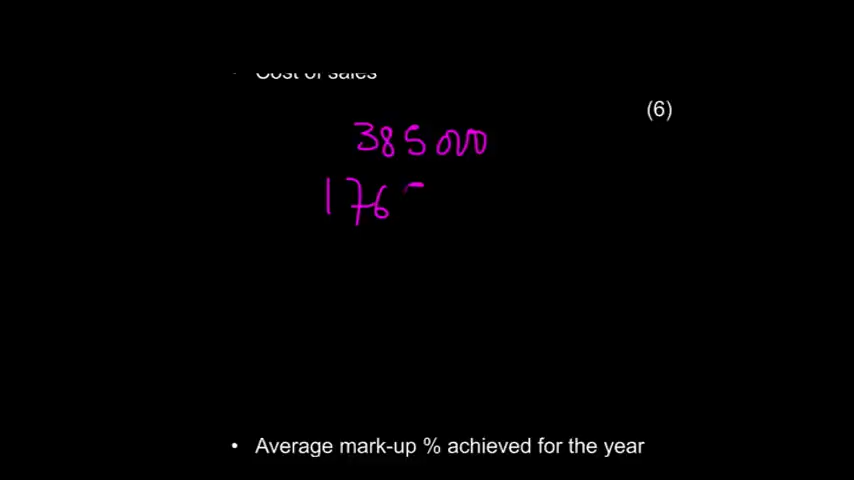 • Cost of sales
(6)
385 000
176
• Average mark-up % achieved for the year